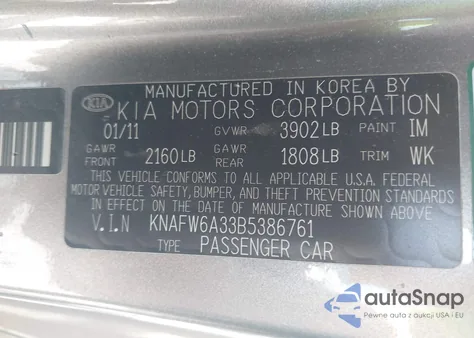 MANUFACTURED IN KOREA BY
KIA KIA MOTORS CORPORATION
01/11 GVWR 3902LB PAINT IM
GAWR FRONT 2160LB GAWR REAR 1808LB TRIM WK
THIS VEHICLE CONFORMS TO ALL APPLICABLE U.S.A. FEDERAL
MOTOR VEHICLE SAFETY, BUMPER, AND THEFT PREVENTION STANDARDS
IN EFFECT ON THE DATE OF MANUFACTURE SHOWN ABOVE.
V.I.N KNAFW6A33B5386761
TYPE PASSENGER CAR
autoSnap
Pewne auta z aukcji USA i EU